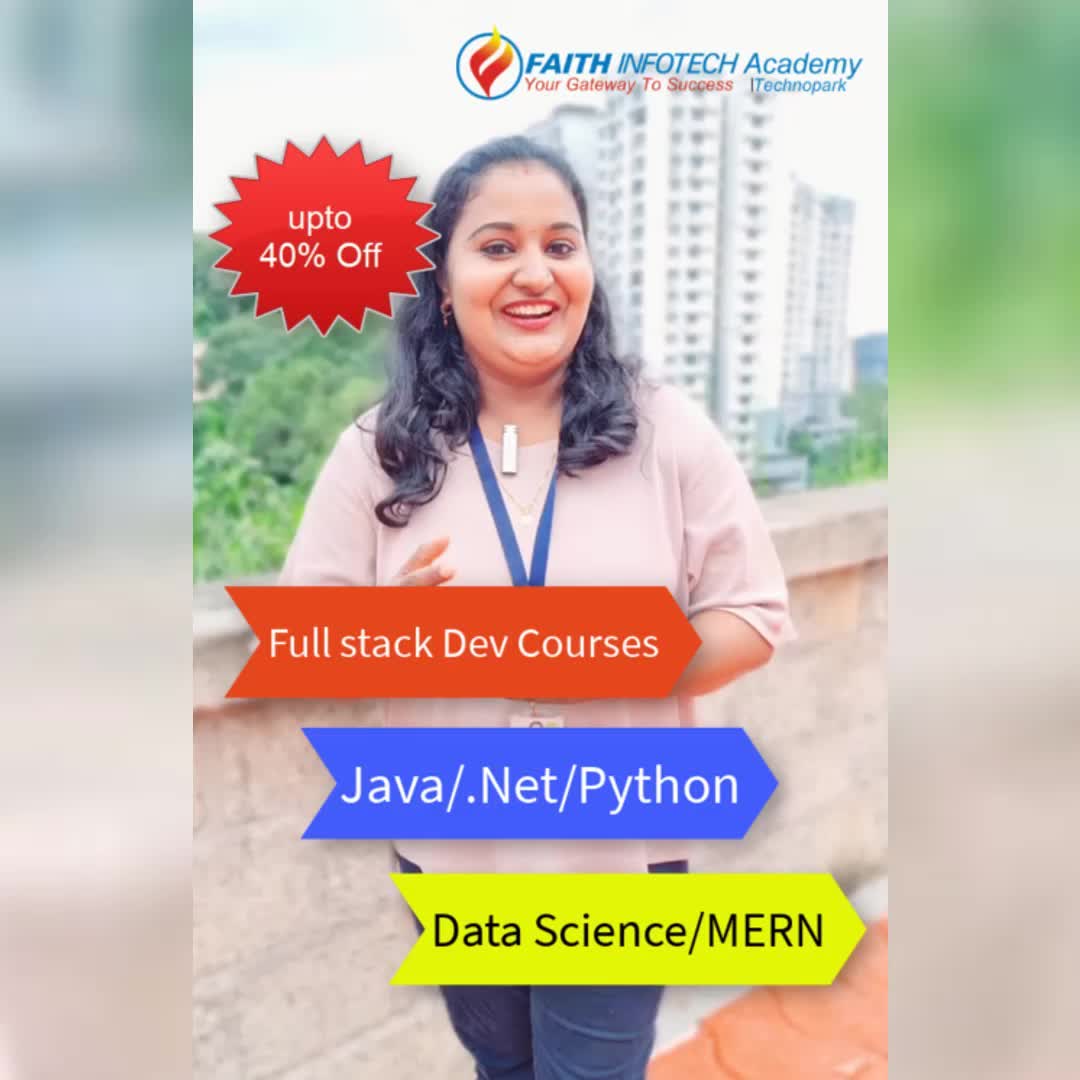 FAITH INFOTECH Academy
Your Gateway To Success |Technopark
upto
40% Off
Full stack Dev Courses
Java/.Net/Python
Data Science/MERN